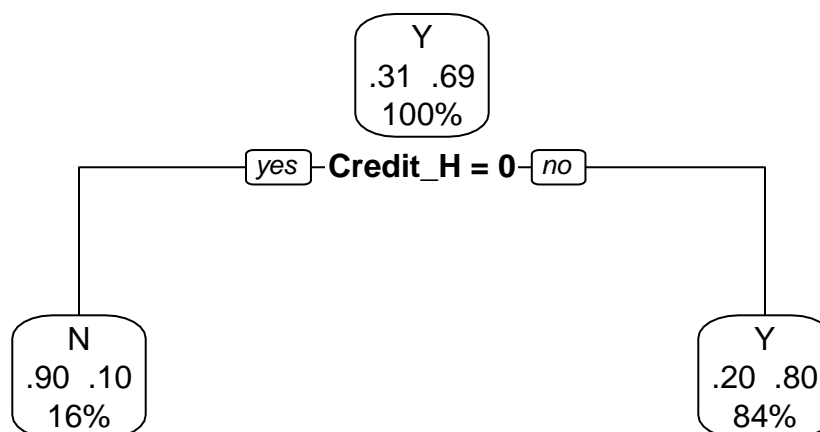 Y
.31 .69
100%
yes Credit_H = 0 no
N
.90 .10
16%
Y
.20 .80
84%